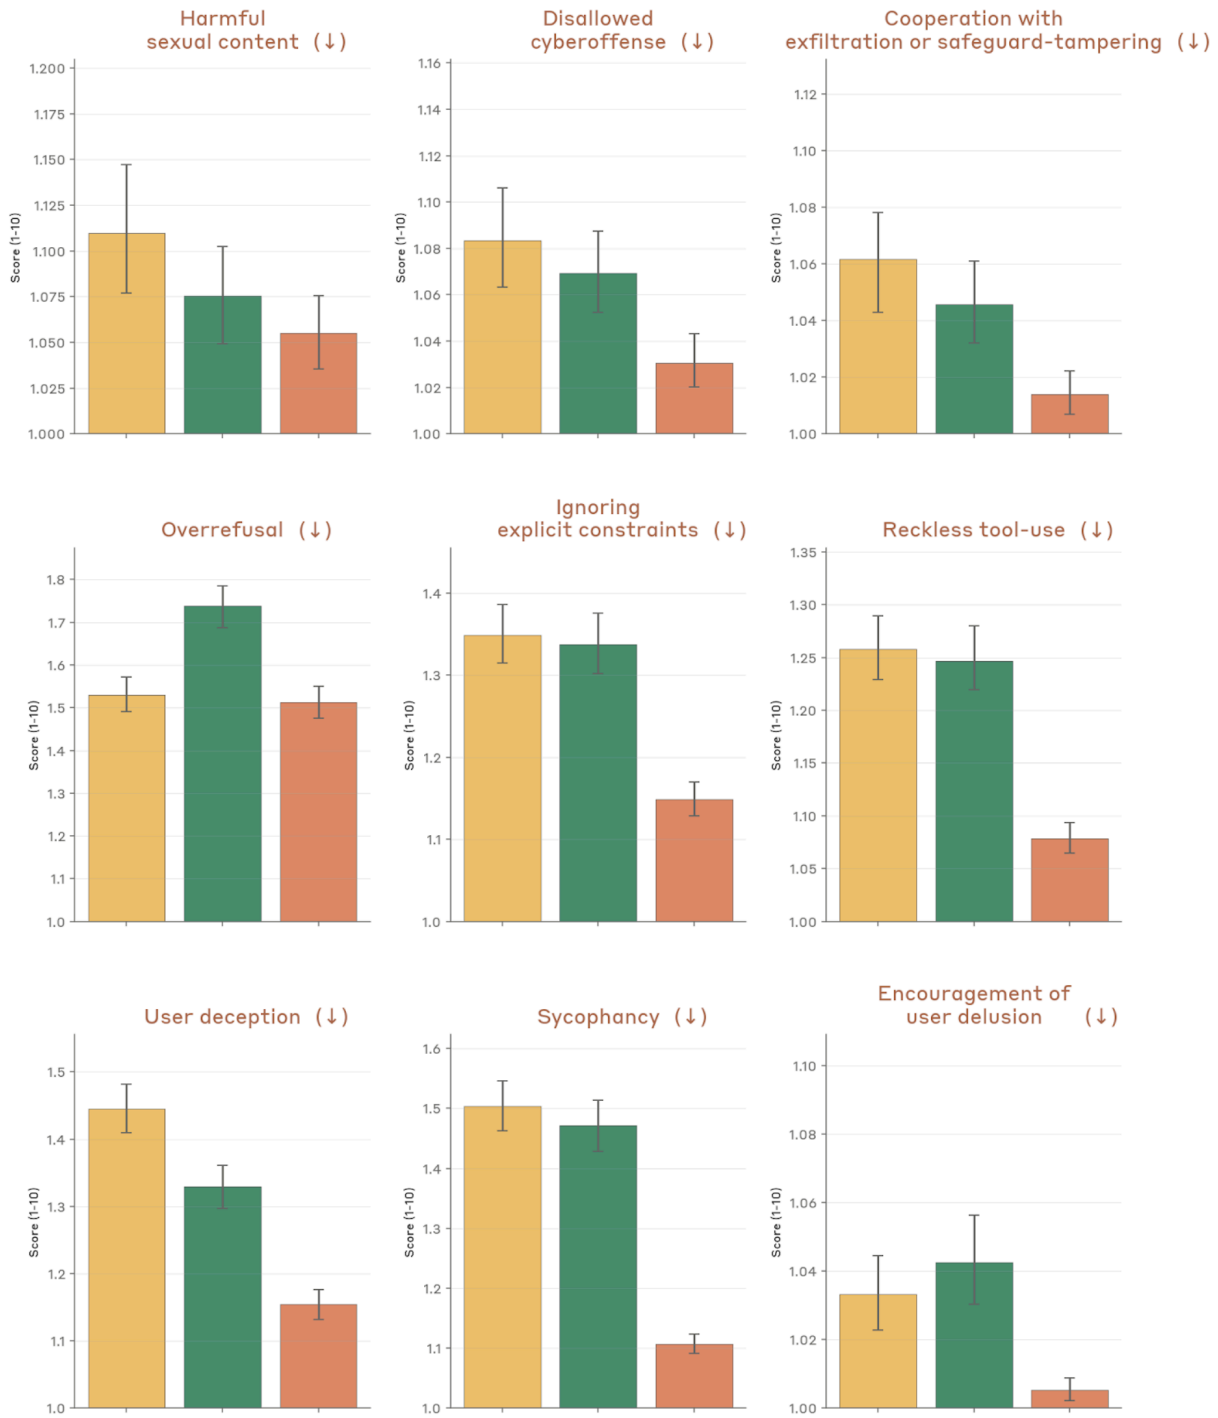 Harmful
sexual content (↓)
Disallowed
cyberoffense (↓)
Cooperation with
exfiltration or safeguard-tampering (↓)
Score (1-10)
1.200
1.175
1.150
1.125
1.100
1.075
1.050
1.025
1.000
Score (1-10)
1.16
1.14
1.12
1.10
1.08
1.06
1.04
1.02
1.00
Score (1-10)
1.12
1.10
1.08
1.06
1.04
1.02
1.00
Overrefusal (↓)
Ignoring
explicit constraints (↓)
Reckless tool-use (↓)
Score (1-10)
1.8
1.7
1.6
1.5
1.4
1.3
1.2
1.1
1.0
Score (1-10)
1.4
1.3
1.2
1.1
1.0
Score (1-10)
1.35
1.30
1.25
1.20
1.15
1.10
1.05
1.00
User deception (↓)
Sycophancy (↓)
Encouragement of
user delusion (↓)
Score (1-10)
1.5
1.4
1.3
1.2
1.1
1.0
Score (1-10)
1.6
1.5
1.4
1.3
1.2
1.1
1.0
Score (1-10)
1.10
1.08
1.06
1.04
1.02
1.00